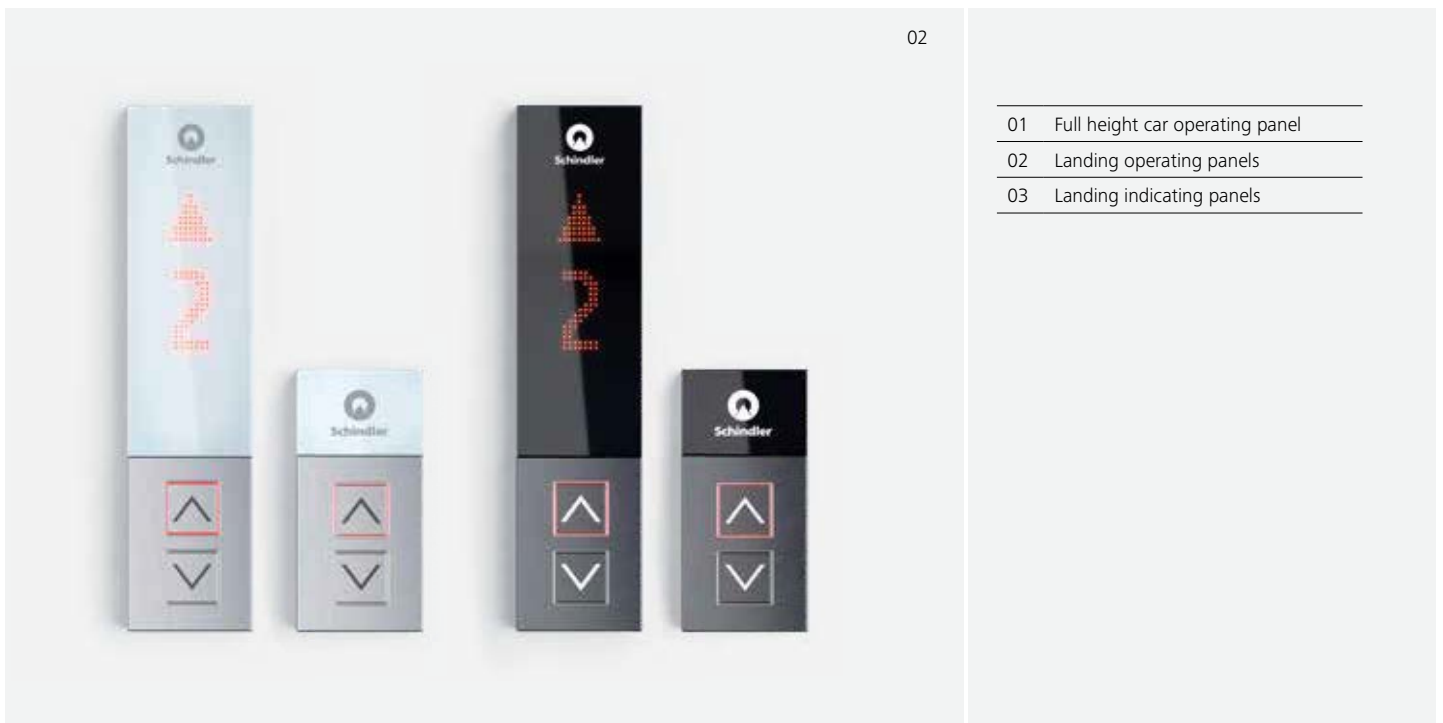 02
Schindler
2
Schindler
Schindler
2
Schindler
01 Full height car operating panel
02 Landing operating panels
03 Landing indicating panels